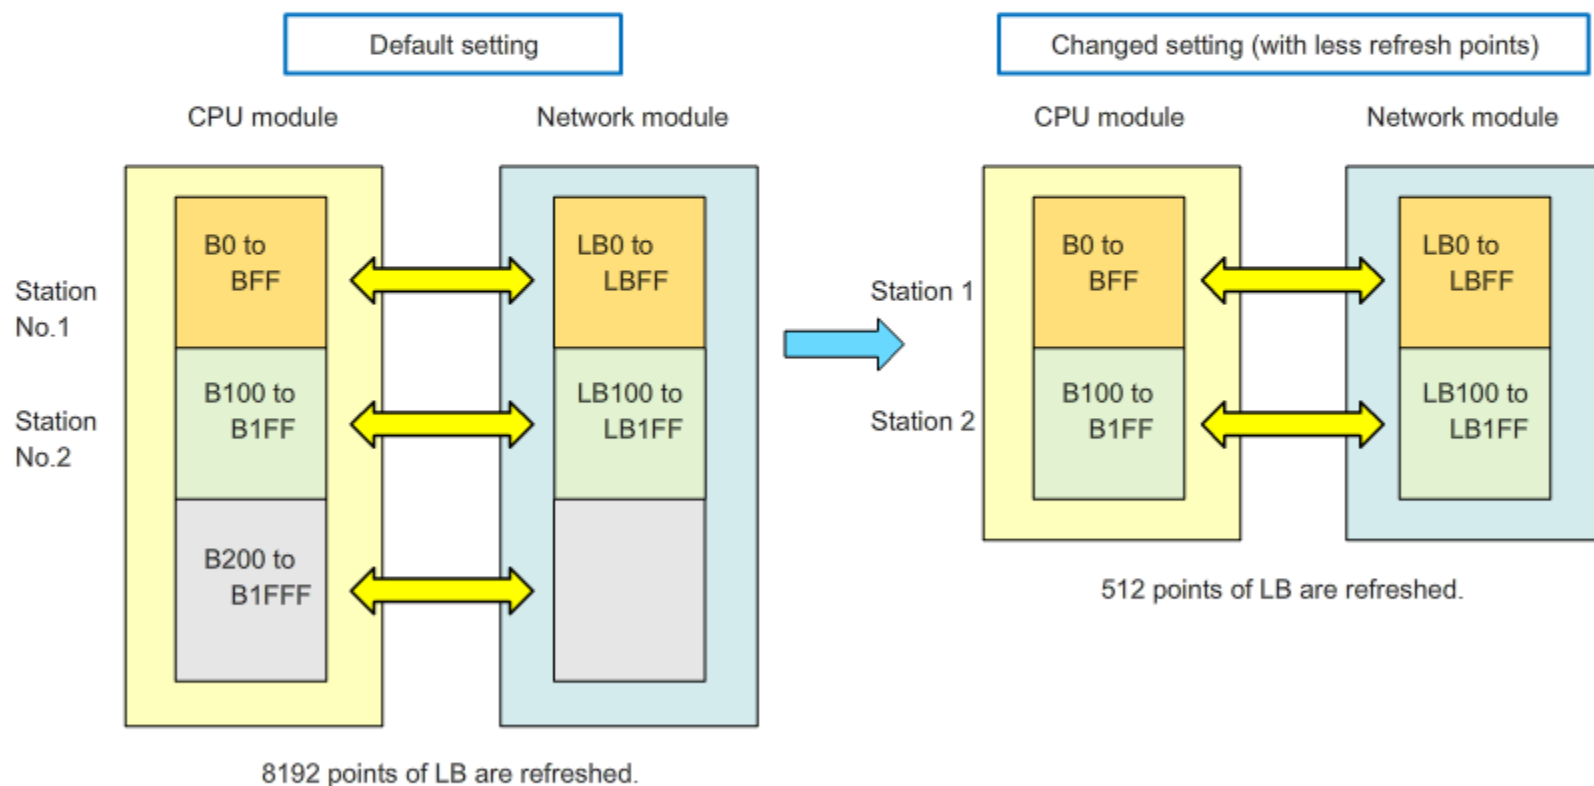 Default setting
CPU module
Network module
Station
No.1
B0 to
BFF
LB0 to
LBFF
Station
No.2
B100 to
B1FF
LB100 to
LB1FF
B200 to
B1FFF
8192 points of LB are refreshed.
Changed setting (with less refresh points)
CPU module
Network module
Station 1
B0 to
BFF
LB0 to
LBFF
Station 2
B100 to
B1FF
LB100 to
LB1FF
512 points of LB are refreshed.